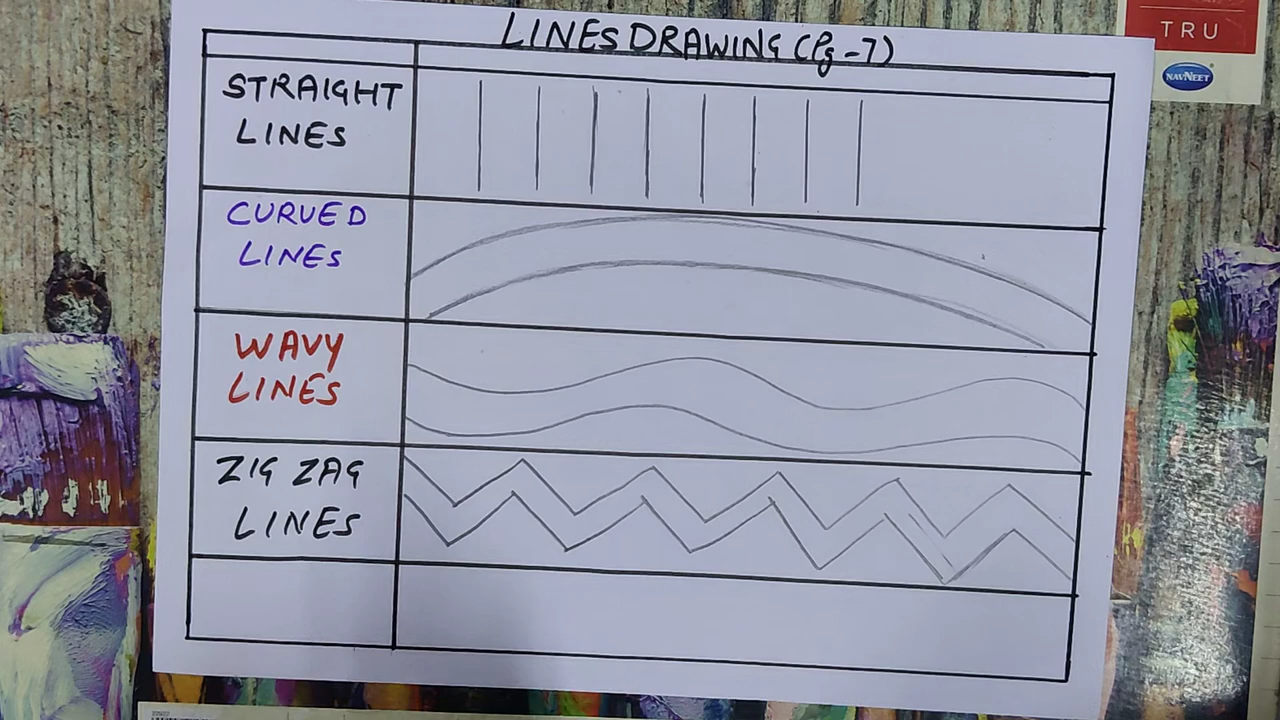 LINES DRAWING (Pg-7)
STRAIGHT
LINES
CURVED
LINES
WAVY
LINES
ZIG ZAG
LINES
TRU
NAVNEET